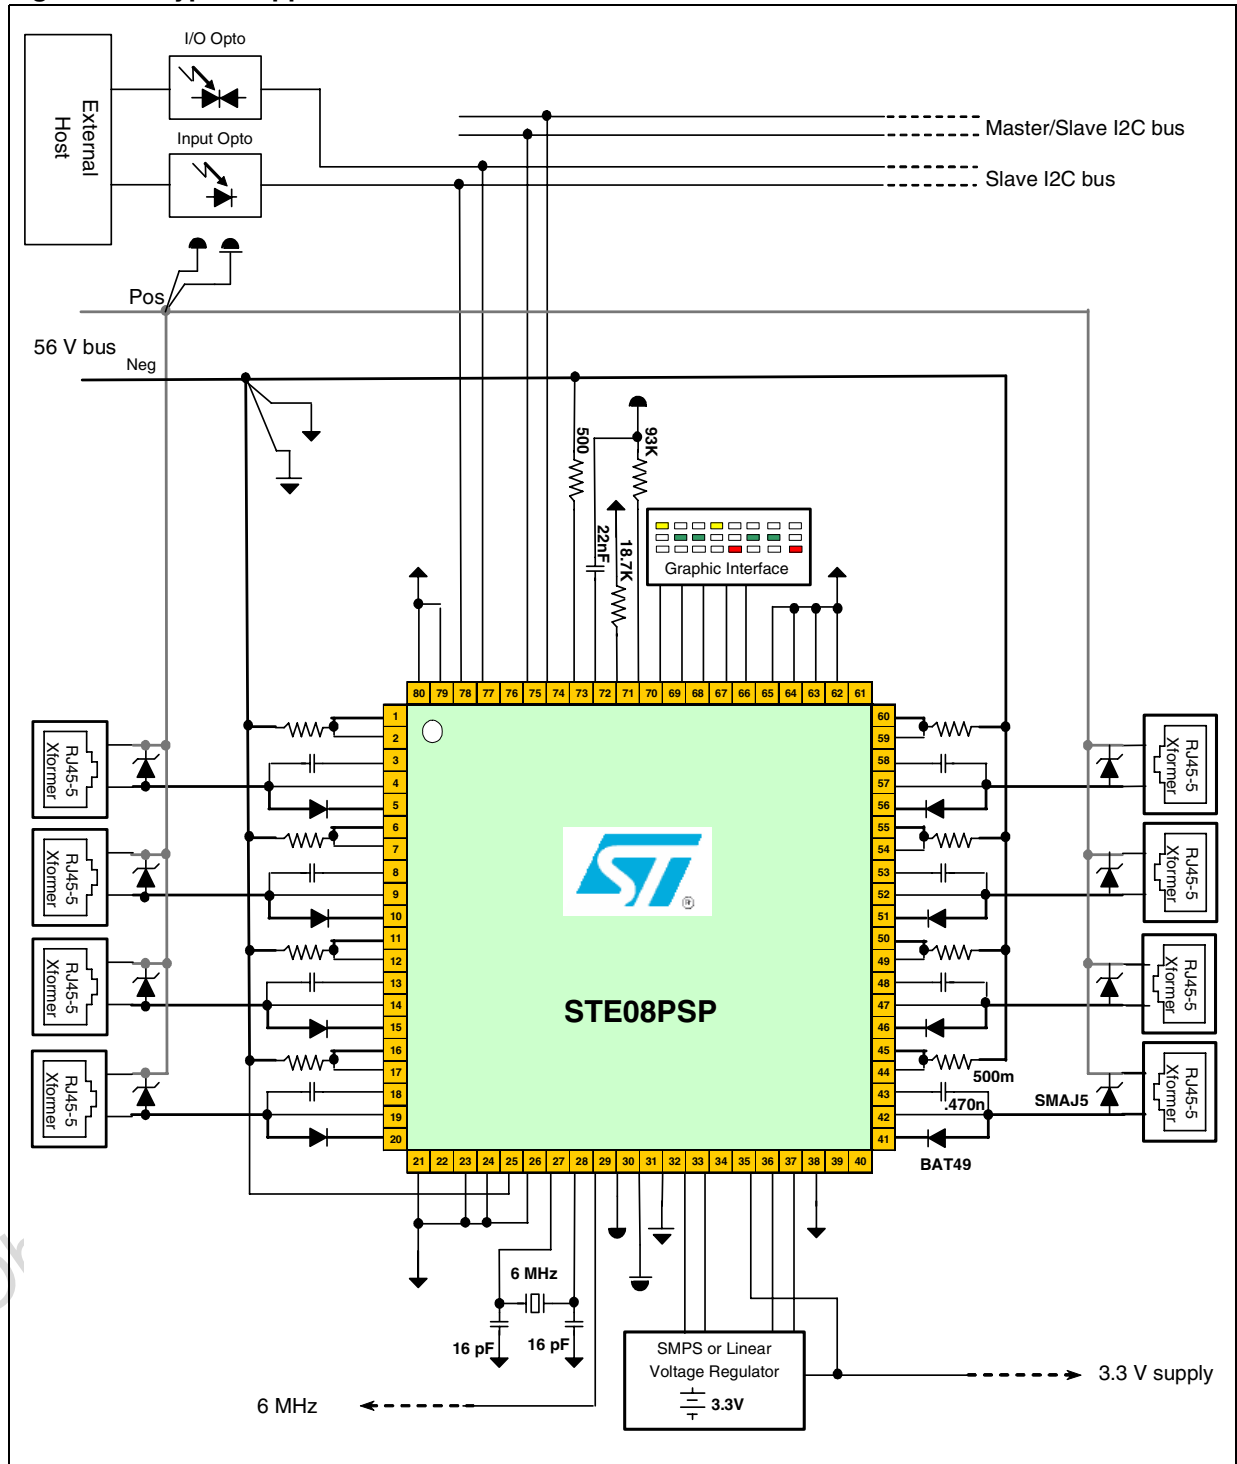 I/O Opto
External
Host
Input Opto
Master/Slave I2C bus
Slave I2C bus
Pos
56 V bus
Neg
500
93K
22nF
18.7K
Graphic Interface
80 79 78 77 76 75 74 73 72 71 70 69 68 67 66 65 64 63 62 61
1
2
3
4
5
6
7
8
9
10
11
12
13
14
15
16
17
18
19
20
60
59
58
57
56
55
54
53
52
51
50
49
48
47
46
45
44
43
42
41
RJ45-5
Xformer
RJ45-5
Xformer
RJ45-5
Xformer
RJ45-5
Xformer
RJ45-5
Xformer
RJ45-5
Xformer
RJ45-5
Xformer
RJ45-5
Xformer
ST
®
STE08PSP
500m
.470n
SMAJ5
BAT49
21 22 23 24 25 26 27 28 29 30 31 32 33 34 35 36 37 38 39 40
6 MHz
16 pF
16 pF
SMPS or Linear
Voltage Regulator
3.3V
3.3 V supply
6 MHz